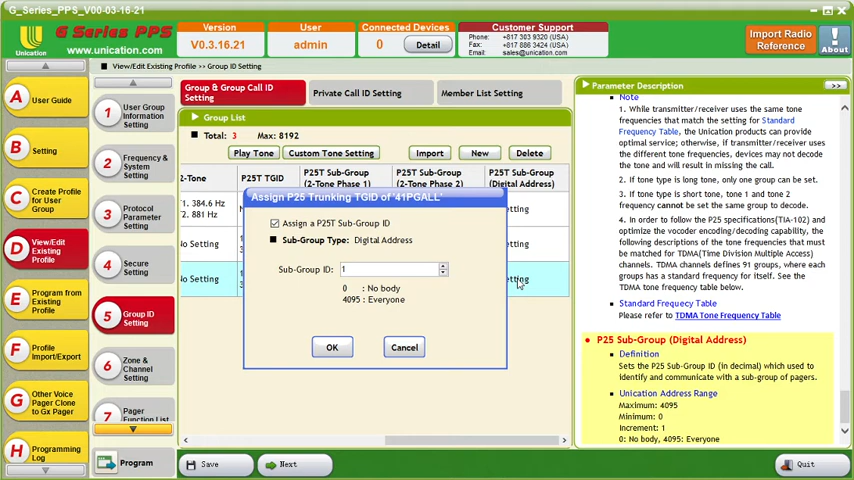 G_Series_PPS_V00-03-16-21
Unication
G Series PPS
www.unication.com
Version
V0.3.16.21
User
admin
Connected Devices
0
Detail
Customer Support
Phone: +817 303 9320 (USA)
Fax: +817 886 3424 (USA)
Email: sales@unication.com
Import Radio
Reference
About
View/Edit Existing Profile >> Group ID Setting
A User Guide
B Setting
C Create Profile
for User
Group
D View/Edit
Existing
Profile
E Program from
Existing
Profile
F Profile
Import/Export
G Other Voice
Pager Clone
to Gx Pager
H Programming
Log
1 User Group
Information
Setting
2 Frequency &
System
Setting
3 Protocol
Parameter
Setting
4 Secure
Setting
5 Group ID
Setting
6 Zone &
Channel
Setting
7 Pager
Function List
Program
Group & Group Call ID
Setting
Private Call ID Setting
Member List Setting
Group List
Total: 3 Max: 8192
Play Tone
Custom Tone Setting
Import
New
Delete
2-Tone
P25T TGID
P25T Sub-Group
(2-Tone Phase 1)
P25T Sub-Group
(2-Tone Phase 2)
P25T Sub-Group
(Digital Address)
T1. 384.6 Hz
T2. 881 Hz
No Setting
No Setting
Assign P25 Trunking TGID of '41PGALL'
Assign a P25T Sub-Group ID
Sub-Group Type: Digital Address
Sub-Group ID: 1
0 : No body
4095: Everyone
OK
Cancel
Save
Next
Parameter Description
>>
Note
1. While transmitter/receiver uses the same tone
frequencies that match the setting for Standard
Frequency Table, the Unication products can
provide optimal service; otherwise, if transmitter/receiver
uses the different tone frequencies, devices may not decode
the tone and will result in missing the call.
2. If tone type is long tone, only one group can be set.
3. If tone type is short tone, tone 1 and tone 2
frequency cannot be set the same group to decode.
4. In order to follow the P25 specifications(TIA-102) and
optimize the vocoder encoding/decoding capability, the
following descriptions of the tone frequencies that must
be matched for TDMA(Time Division Multiple Access)
channels. TDMA channels defines 91 groups, where each
groups has a standard frequency for itself. See the
TDMA tone frequency table below.
Standard Frequecy Table
Please refer to TDMA Tone Frequency Table
P25 Sub-Group (Digital Address)
Definition
Sets the P25 Sub-Group ID (in decimal) which used to
identify and communicate with a sub-group of pagers.
Unication Address Range
Maximum: 4095
Minimum: 0
Increment: 1
0: No body, 4095: Everyone
Quit